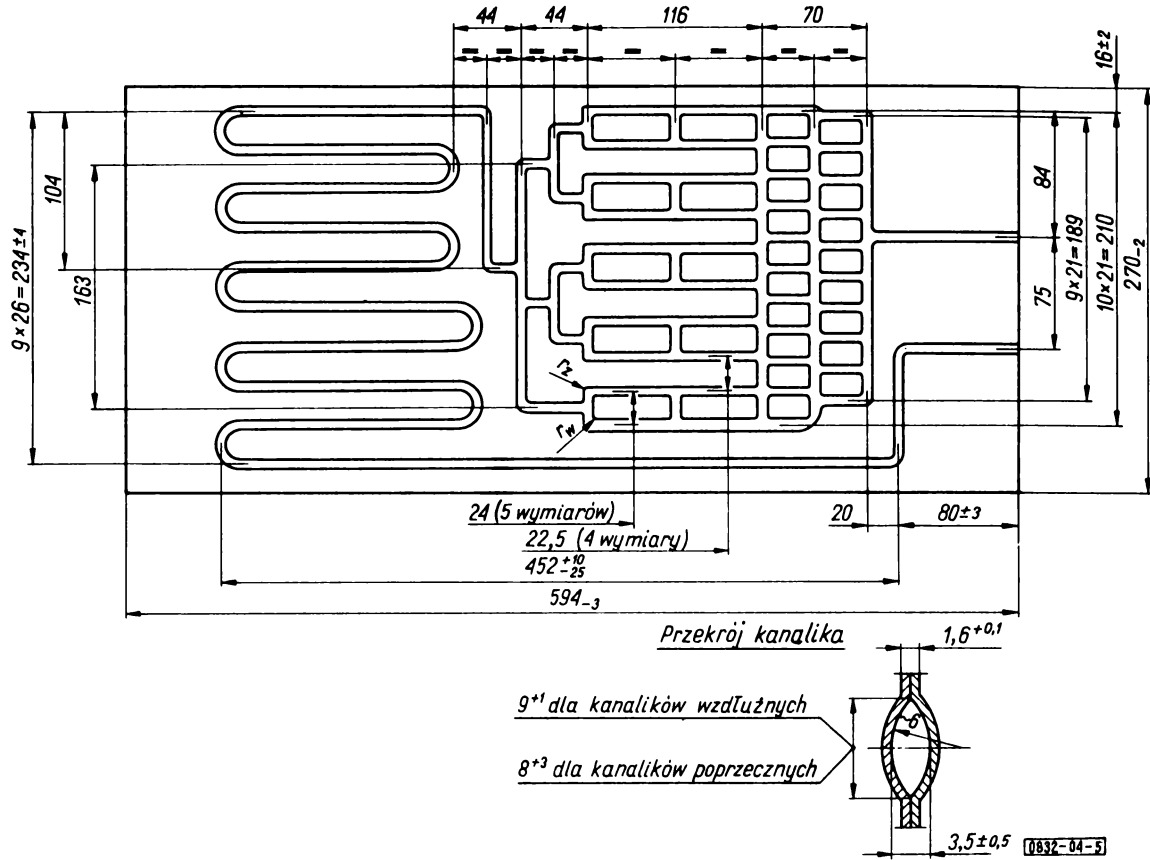 44
44
116
70
16±2
9×26=234±4
104
163
84
75
9×21=189
10×21=210
270₋₂
r_z
r_w
24 (5 wymiarów)
22,5 (4 wymiary)
20
80±3
452 +10 -25
594₋₃
Przekrój kanalika
1,6⁺⁰,¹
9⁺¹ dla kanalików wzdłużnych
~6
8⁺³ dla kanalików poprzecznych
3,5±0,5
0832-04-5